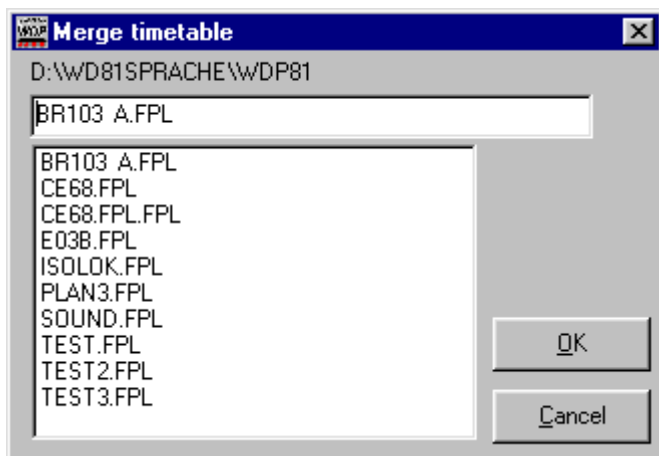 Merge timetable
D:\WD81SPRACHE\WDP81
BR103 A.FPL
BR103 A.FPL
CE68.FPL
CE68.FPL.FPL
E03B.FPL
ISOLOK.FPL
PLAN3.FPL
SOUND.FPL
TEST.FPL
TEST2.FPL
TEST3.FPL
OK
Cancel